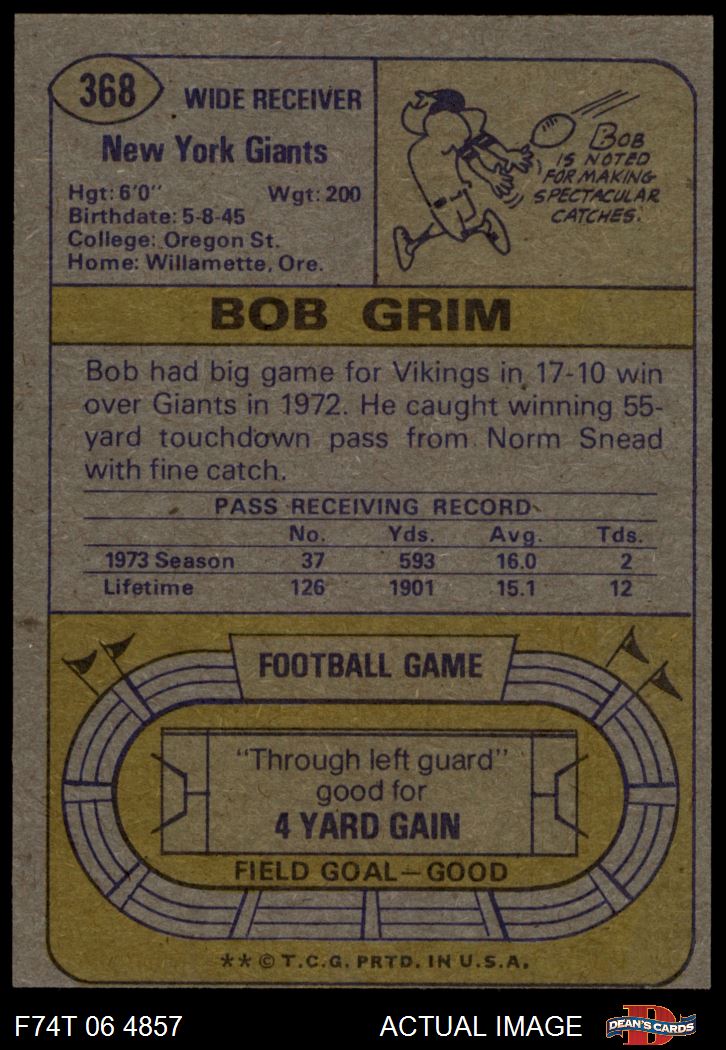 368
WIDE RECEIVER
New York Giants
Hgt: 6'0" Wgt: 200
Birthdate: 5-8-45
College: Oregon St.
Home: Willamette, Ore.
BOB
IS NOTED
FOR MAKING
SPECTACULAR
CATCHES.
BOB GRIM
Bob had big game for Vikings in 17-10 win
over Giants in 1972. He caught winning 55-
yard touchdown pass from Norm Snead
with fine catch.
PASS RECEIVING RECORD
No. Yds. Avg. Tds.
1973 Season 37 593 16.0 2
Lifetime 126 1901 15.1 12
FOOTBALL GAME
"Through left guard"
good for
4 YARD GAIN
FIELD GOAL—GOOD
** © T.C.G. PRTD. IN U.S.A.
F74T 06 4857 ACTUAL IMAGE D DEAN'S CARDS